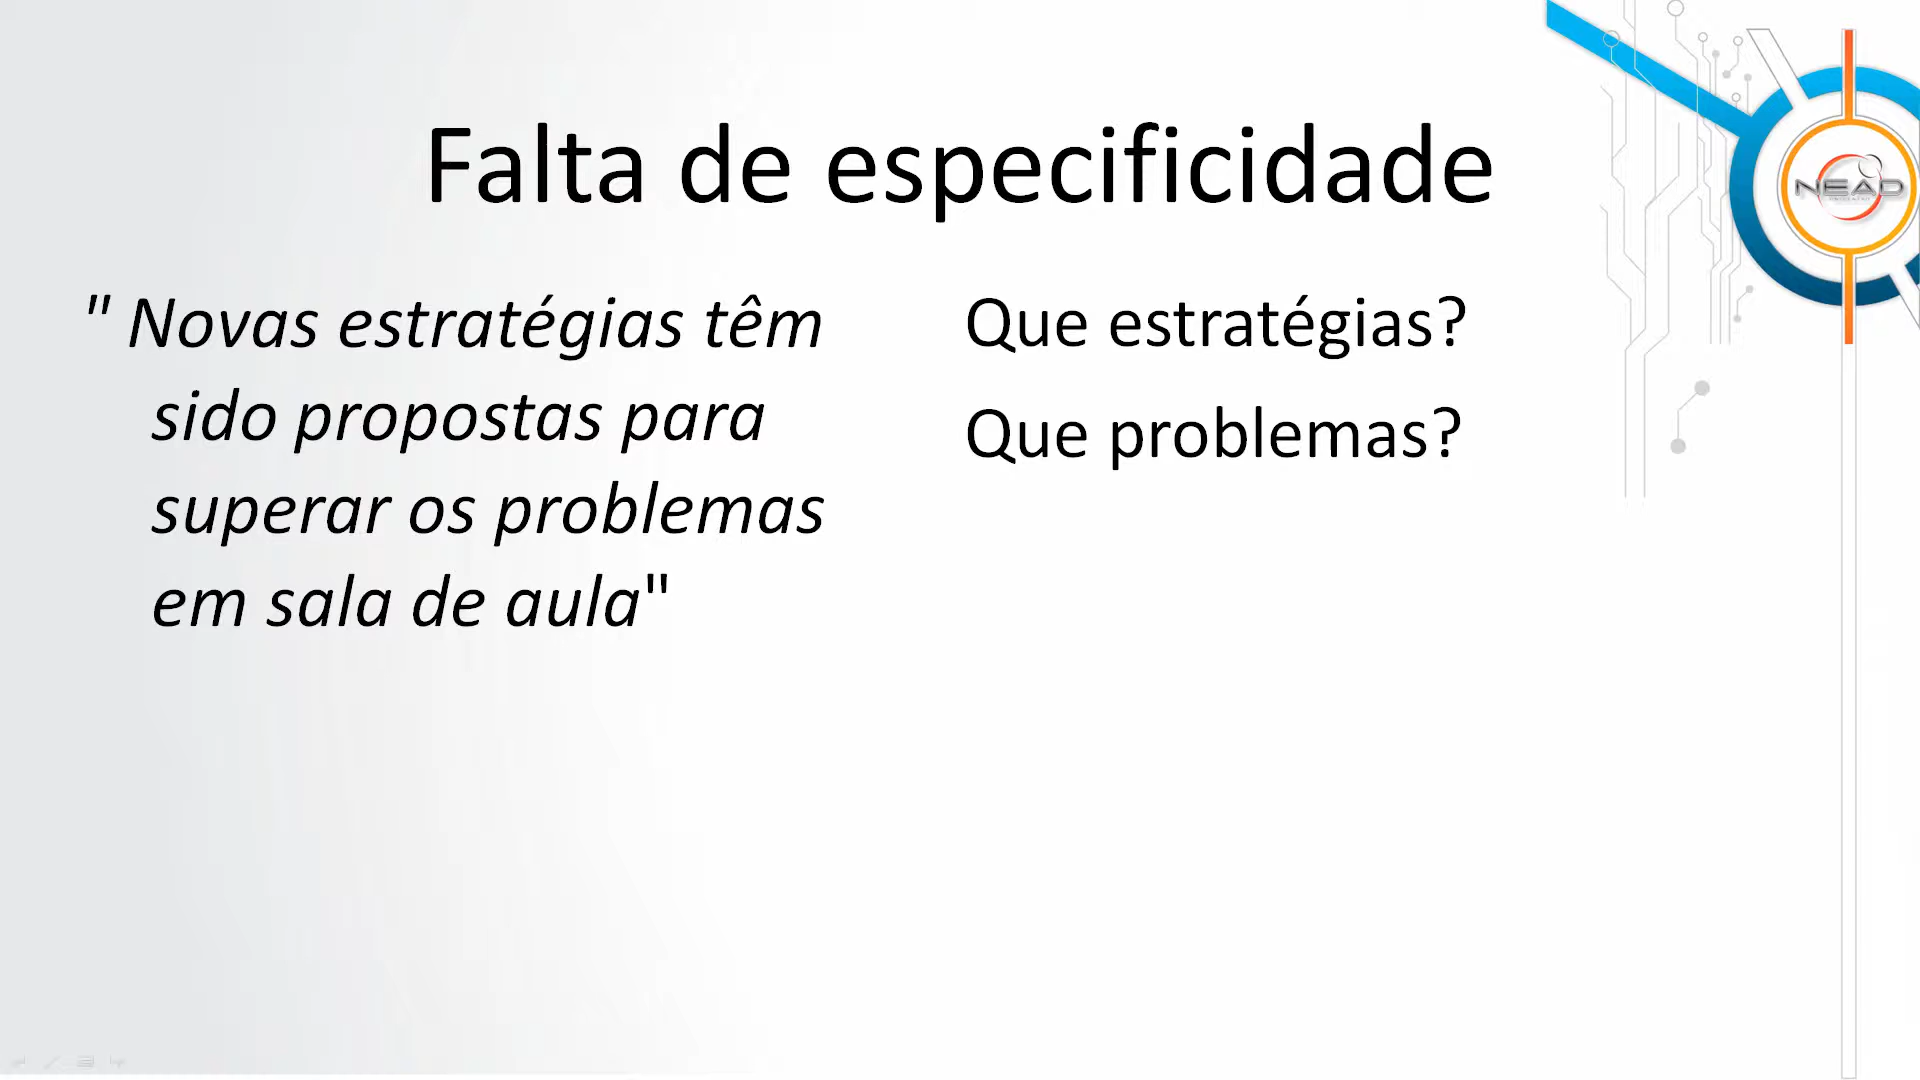 Falta de especificidade
" Novas estratégias têm
sido propostas para
superar os problemas
em sala de aula"
Que estratégias?
Que problemas?
NEAD